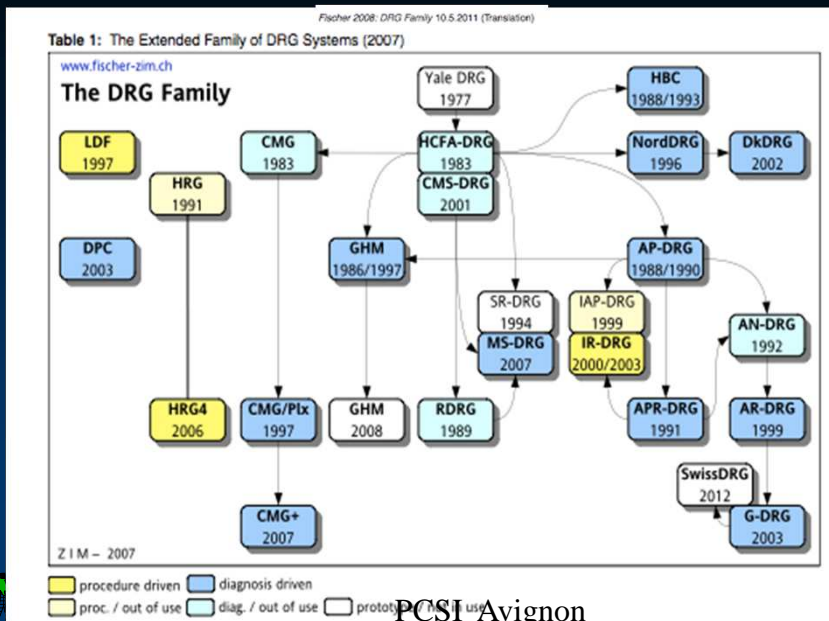 Fischer 2008: DRG Family 10.5.2011 (Translation)
Table 1: The Extended Family of DRG Systems (2007)
www.fischer-zim.ch
The DRG Family
Yale DRG
1977
HBC
1988/1993
LDF
1997
CMG
1983
HCFA-DRG
1983
NordDRG
1996
DkDRG
2002
HRG
1991
CMS-DRG
2001
DPC
2003
GHM
1986/1997
AP-DRG
1988/1990
SR-DRG
1994
IAP-DRG
1999
AN-DRG
1992
MS-DRG
2007
IR-DRG
2000/2003
HRG4
2006
CMG/Plx
1997
GHM
2008
RDRG
1989
APR-DRG
1991
AR-DRG
1999
SwissDRG
2012
CMG+
2007
G-DRG
2003
ZIM – 2007
procedure driven
diagnosis driven
proc. / out of use
diag. / out of use
prototype / not in use
PCSI Avignon